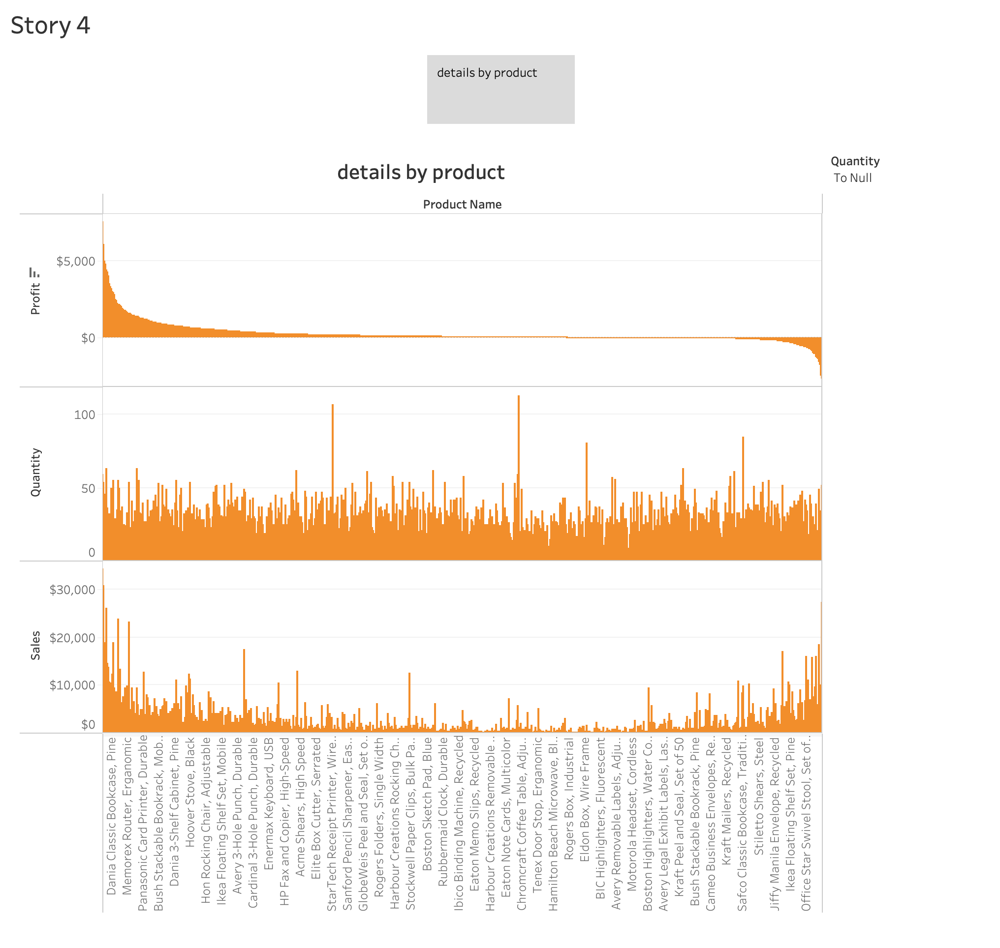 Story 4
details by product
details by product
Quantity
To Null
Product Name
Profit
$5,000
$0
Quantity
100
50
0
Sales
$30,000
$20,000
$10,000
$0
Dania Classic Bookcase, Pine
Memorex Router, Erganomic
Panasonic Card Printer, Durable
Bush Stackable Bookrack, Mob..
Dania 3-Shelf Cabinet, Pine
Hoover Stove, Black
Hon Rocking Chair, Adjustable
Ikea Floating Shelf Set, Mobile
Avery 3-Hole Punch, Durable
Cardinal 3-Hole Punch, Durable
Enermax Keyboard, USB
HP Fax and Copier, High-Speed
Acme Shears, High Speed
Elite Box Cutter, Serrated
StarTech Receipt Printer, Wire..
Sanford Pencil Sharpener, Eas..
GlobeWeis Peel and Seal, Set o..
Rogers Folders, Single Width
Harbour Creations Rocking Ch..
Stockwell Paper Clips, Bulk Pa..
Boston Sketch Pad, Blue
Rubbermaid Clock, Durable
Ibico Binding Machine, Recycled
Eaton Memo Slips, Recycled
Harbour Creations Removable ..
Eaton Note Cards, Multicolor
Chromcraft Coffee Table, Adju..
Tenex Door Stop, Erganomic
Hamilton Beach Microwave, Bl..
Rogers Box, Industrial
Eldon Box, Wire Frame
BIC Highlighters, Fluorescent
Avery Removable Labels, Adju..
Motorola Headset, Cordless
Boston Highlighters, Water Co..
Avery Legal Exhibit Labels, Las..
Kraft Peel and Seal, Set of 50
Bush Stackable Bookrack, Pine
Cameo Business Envelopes, Re..
Kraft Mailers, Recycled
Safco Classic Bookcase, Traditi..
Stiletto Shears, Steel
Jiffy Manila Envelope, Recycled
Ikea Floating Shelf Set, Pine
Office Star Swivel Stool, Set of..